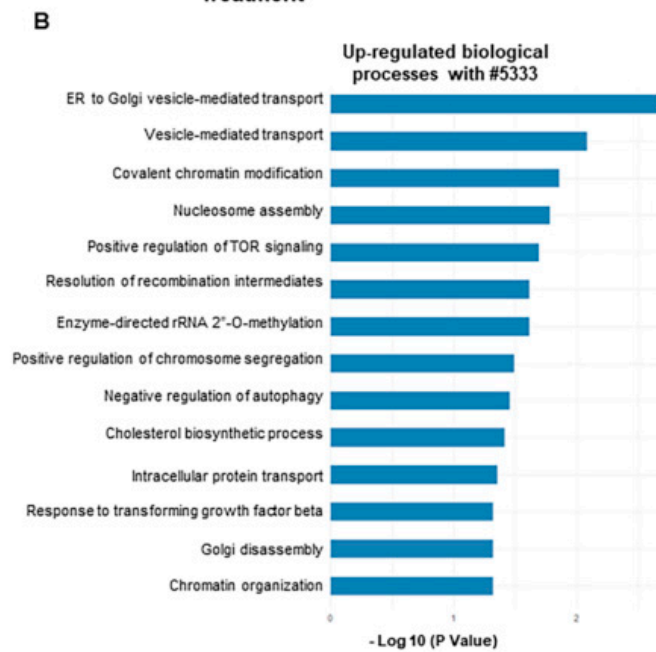 B
Up-regulated biological
processes with #5333
ER to Golgi vesicle-mediated transport
Vesicle-mediated transport
Covalent chromatin modification
Nucleosome assembly
Positive regulation of TOR signaling
Resolution of recombination intermediates
Enzyme-directed rRNA 2"-O-methylation
Positive regulation of chromosome segregation
Negative regulation of autophagy
Cholesterol biosynthetic process
Intracellular protein transport
Response to transforming growth factor beta
Golgi disassembly
Chromatin organization
0 1 2
- Log 10 (P Value)